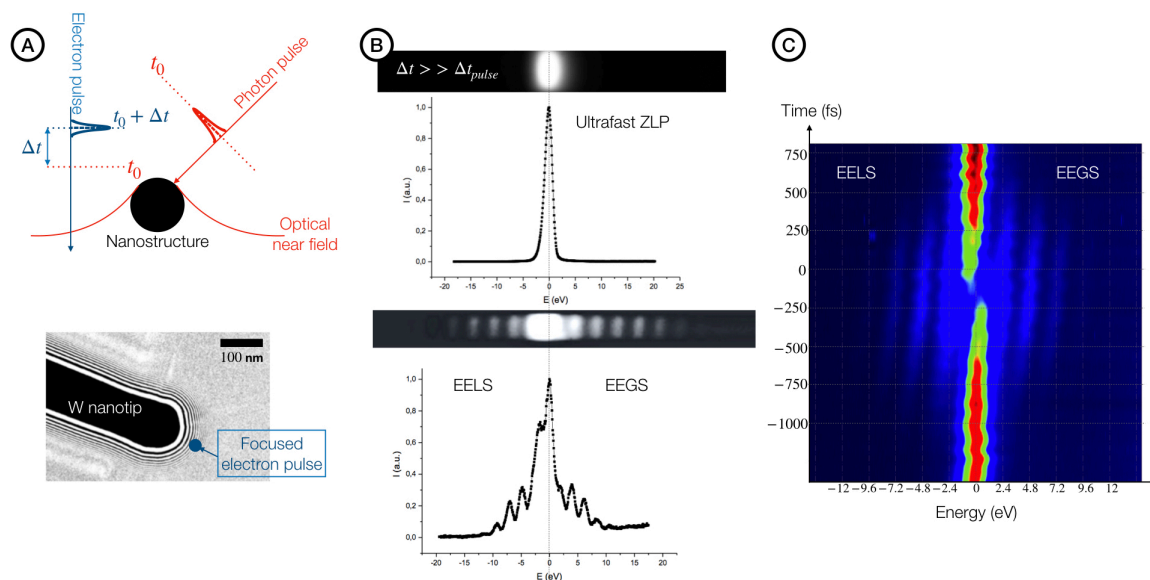 A
Electron pulse
t₀
Photon pulse
t₀ + Δt
Δt
t₀
Nanostructure
Optical
near field
100 nm
W nanotip
Focused
electron pulse
B
Δt >> Δt_pulse
1,0
0,8
0,6
0,4
0,2
0,0
I (a.u.)
Ultrafast ZLP
-20 -15 -10 -5 0 5 10 15 20 25
E (eV)
EELS EEGS
1,0
0,8
0,6
0,4
0,2
0,0
I (a.u.)
-20 -15 -10 -5 0 5 10 15 20
E (eV)
C
Time (fs)
750
500
250
0
−250
−500
−750
−1000
EELS EEGS
−12 −9.6 −7.2 −4.8 −2.4 0 2.4 4.8 7.2 9.6 12
Energy (eV)